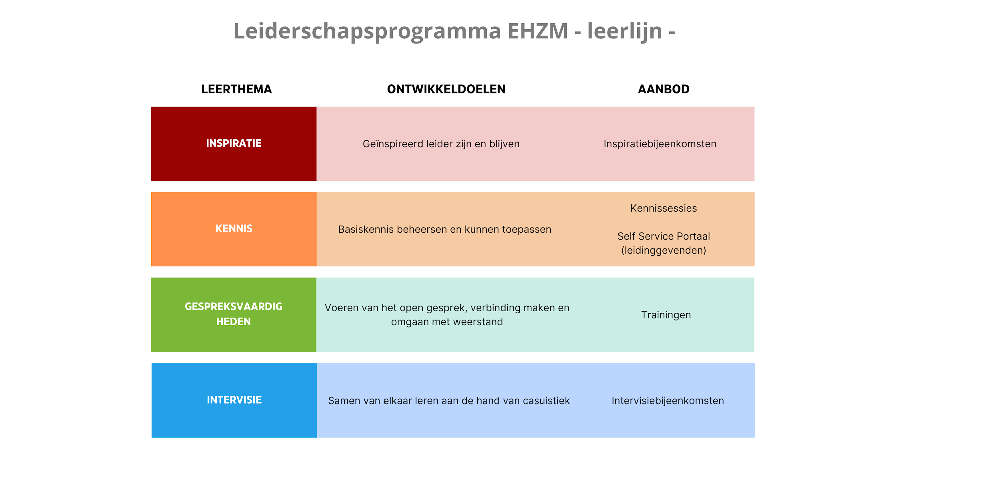 Leiderschapsprogramma EHZM - leerlijn -
LEERTHEMA ONTWIKKELDOELEN AANBOD
INSPIRATIE Geïnspireerd leider zijn en blijven Inspiratiebijeenkomsten
KENNIS Basiskennis beheersen en kunnen toepassen
Kennissessies
Self Service Portaal
(leidinggevenden)
GESPREKSVAARDIG
HEDEN
Voeren van het open gesprek, verbinding maken en
omgaan met weerstand
Trainingen
INTERVISIE Samen van elkaar leren aan de hand van casuistiek Intervisiebijeenkomsten